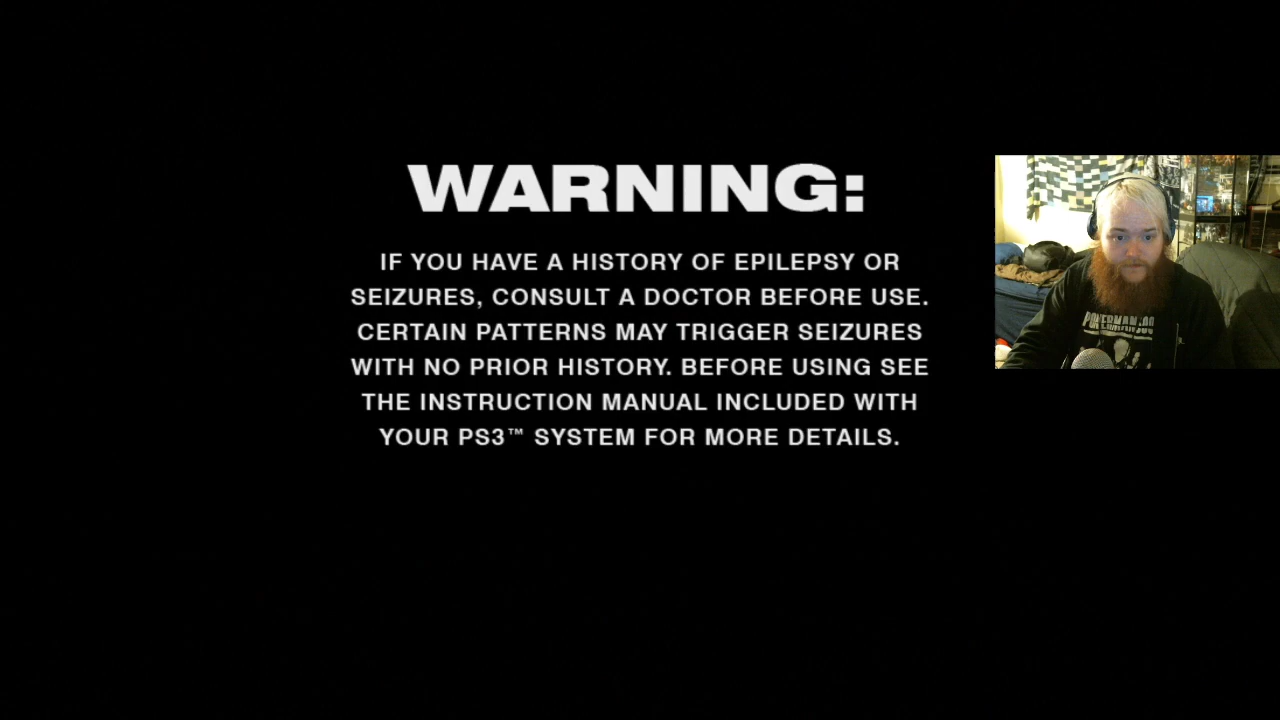 WARNING:
IF YOU HAVE A HISTORY OF EPILEPSY OR
SEIZURES, CONSULT A DOCTOR BEFORE USE.
CERTAIN PATTERNS MAY TRIGGER SEIZURES
WITH NO PRIOR HISTORY. BEFORE USING SEE
THE INSTRUCTION MANUAL INCLUDED WITH
YOUR PS3™ SYSTEM FOR MORE DETAILS.